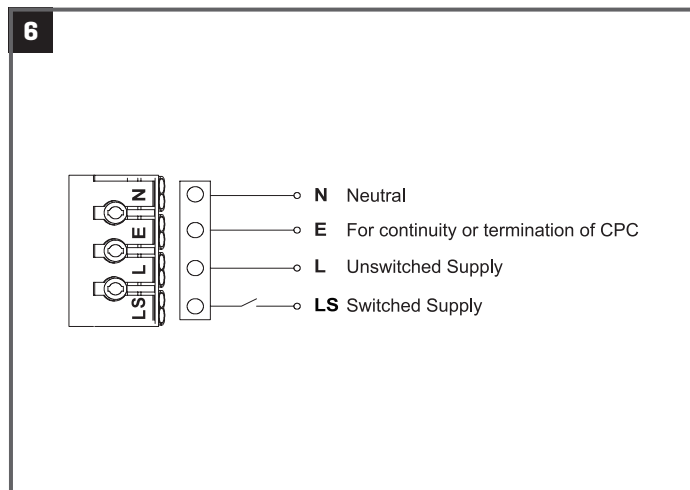 6
N
E
L
LS
N Neutral
E For continuity or termination of CPC
L Unswitched Supply
LS Switched Supply